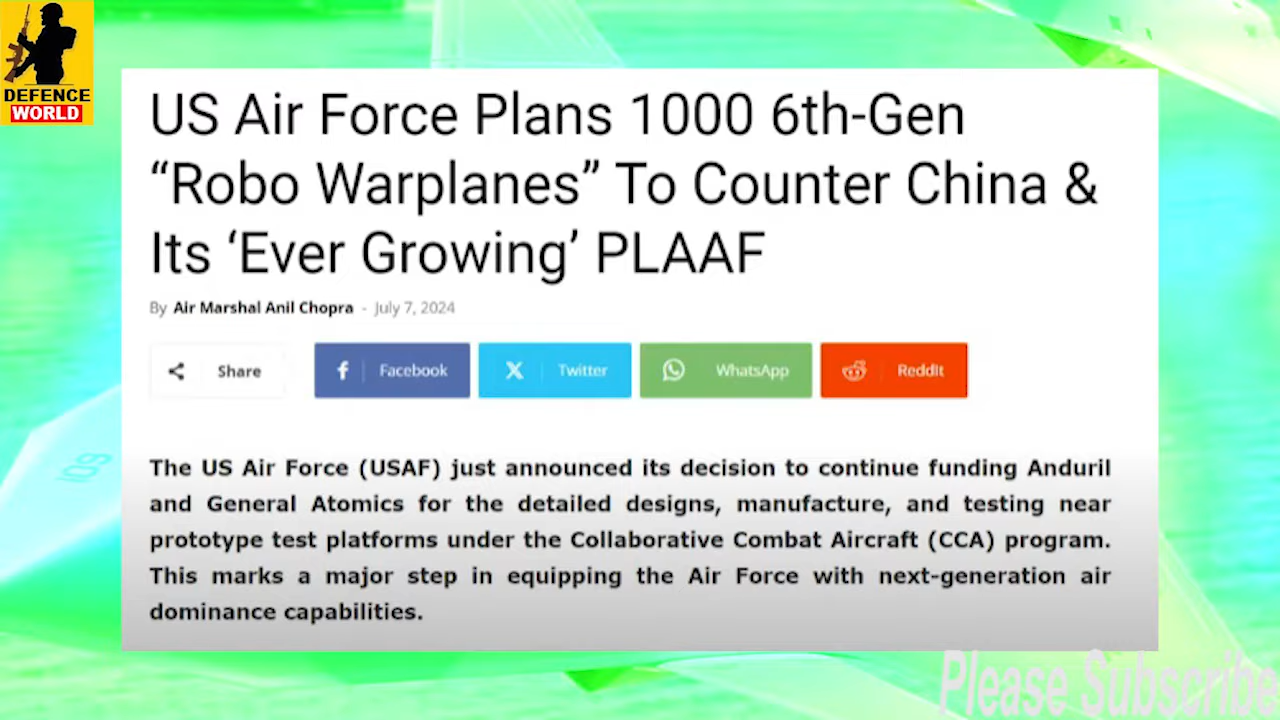 DEFENCE
WORLD
US Air Force Plans 1000 6th-Gen
“Robo Warplanes” To Counter China &
Its ‘Ever Growing’ PLAAF
By Air Marshal Anil Chopra - July 7, 2024
Share Facebook Twitter WhatsApp ReddIt
The US Air Force (USAF) just announced its decision to continue funding Anduril
and General Atomics for the detailed designs, manufacture, and testing near
prototype test platforms under the Collaborative Combat Aircraft (CCA) program.
This marks a major step in equipping the Air Force with next-generation air
dominance capabilities.
Please Subscribe